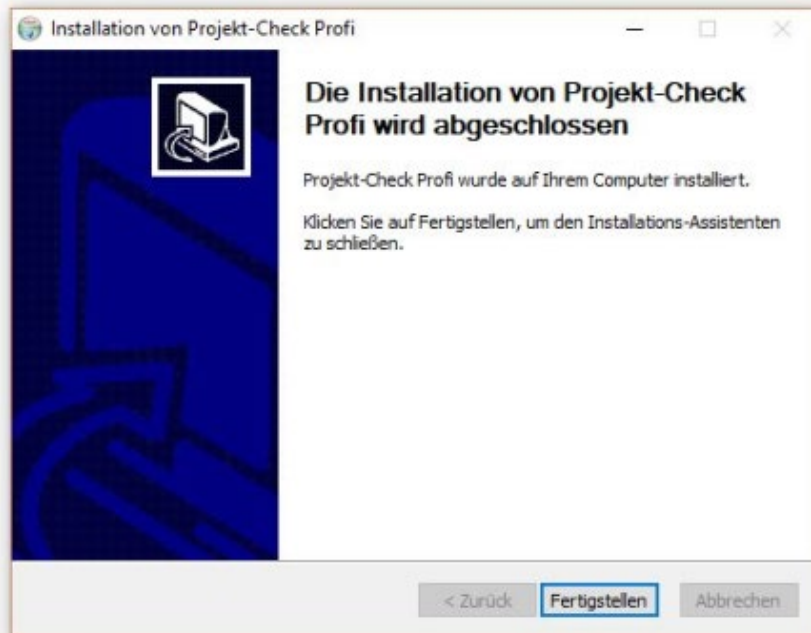 Installation von Projekt-Check Profi
Die Installation von Projekt-Check
Profi wird abgeschlossen
Projekt-Check Profi wurde auf Ihrem Computer installiert.
Klicken Sie auf Fertigstellen, um den Installations-Assistenten
zu schließen.
< Zurück Fertigstellen Abbrechen